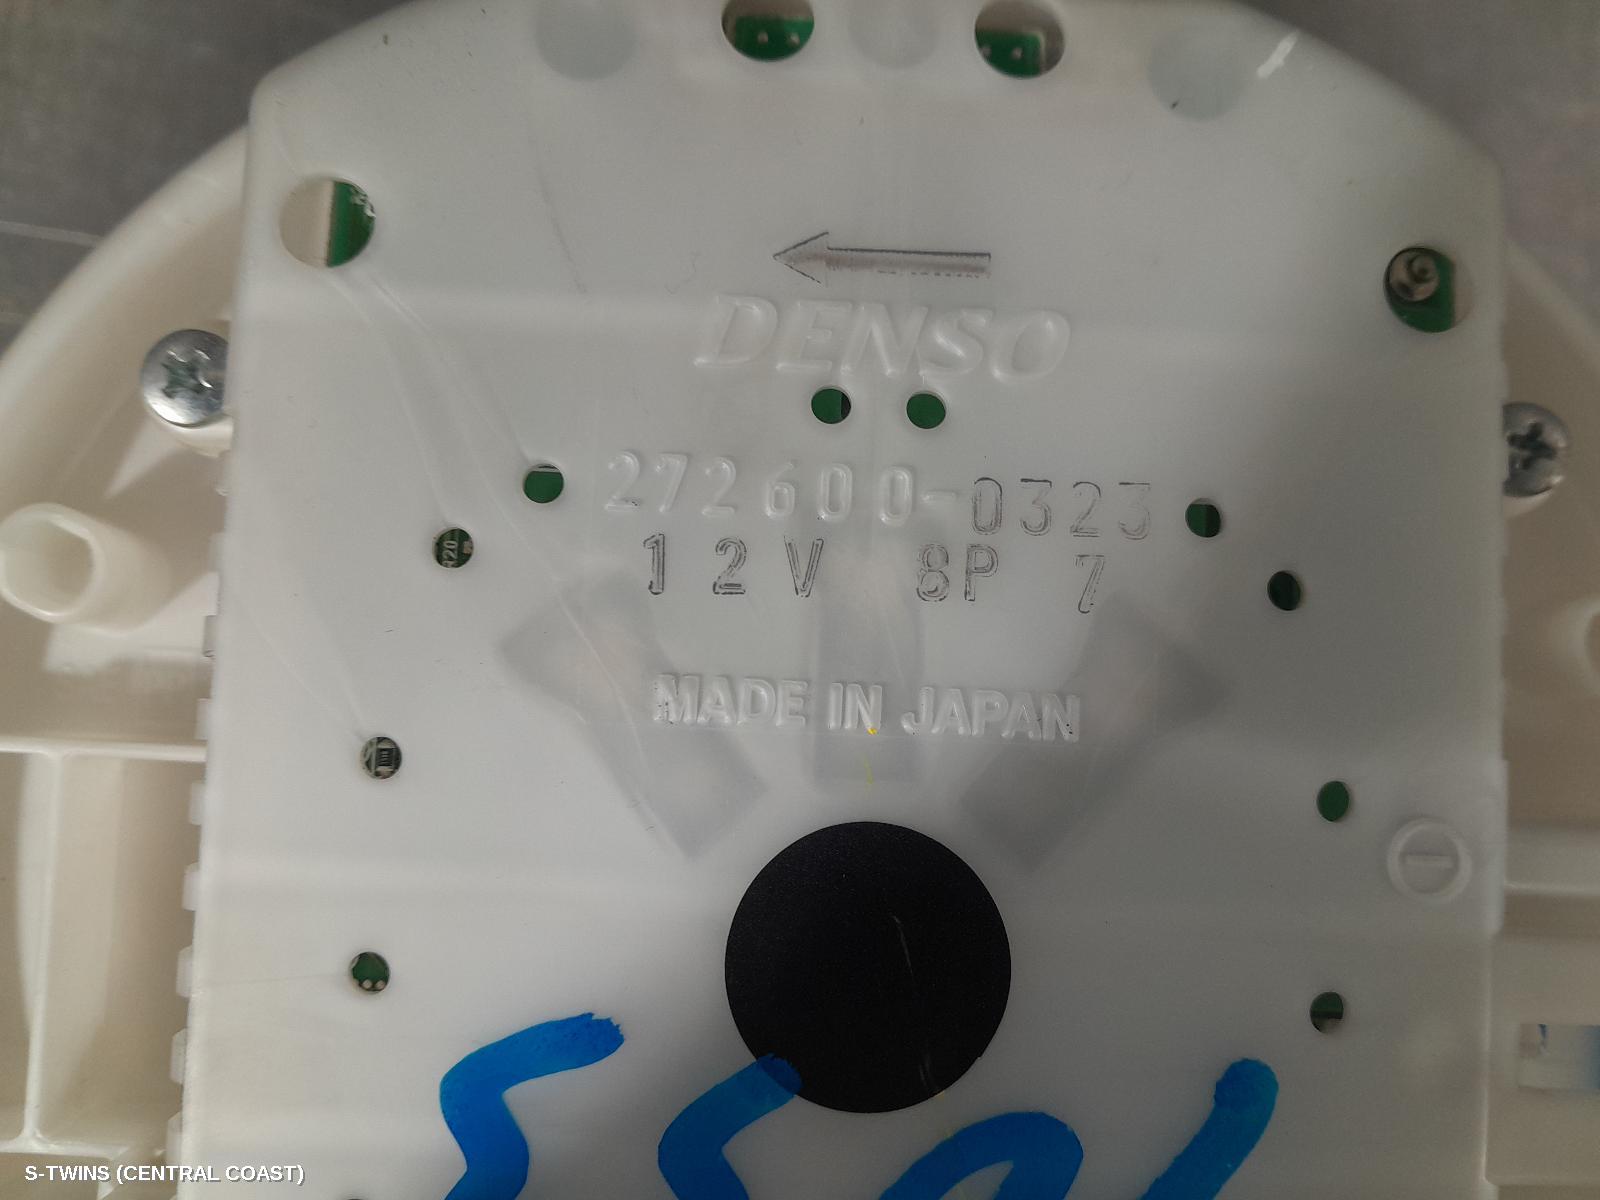 DENSO
272600-0323
12V 8P 7
MADE IN JAPAN
S-TWINS (CENTRAL COAST)